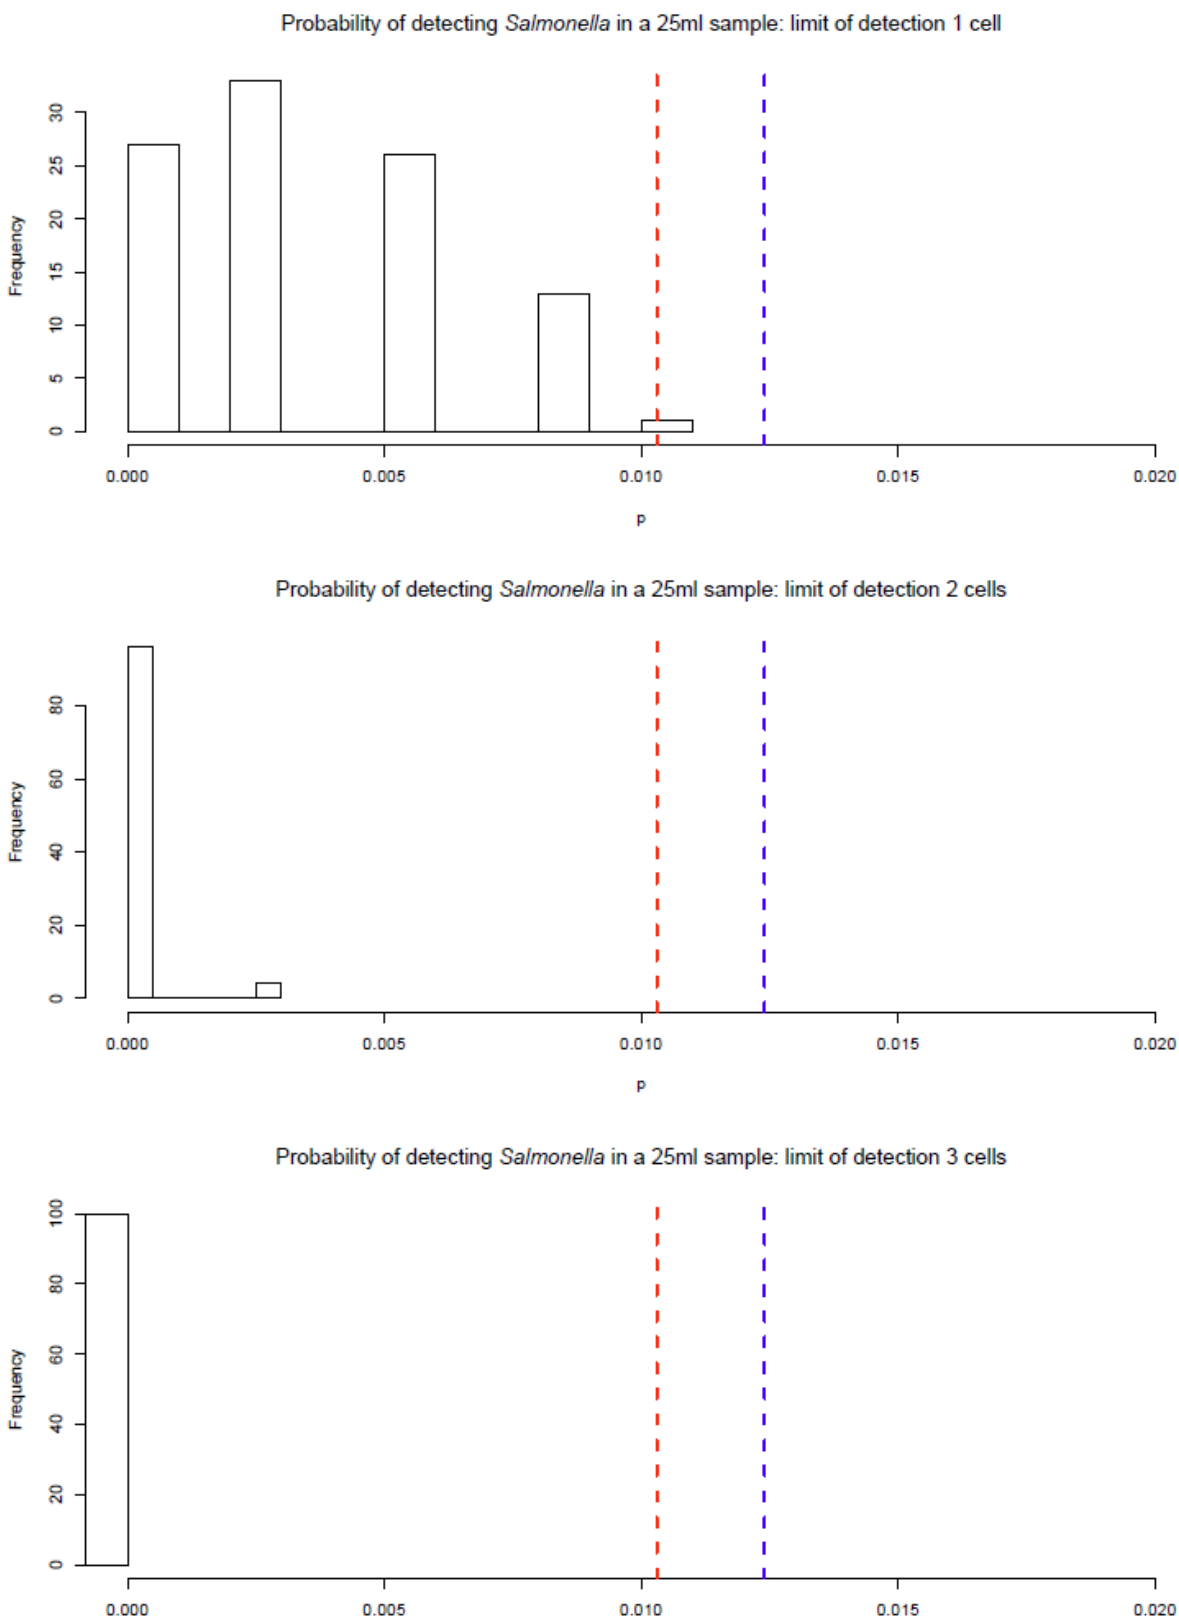 Probability of detecting Salmonella in a 25ml sample: limit of detection 1 cell
30
25
20
15
10
5
0
Frequency
0.000 0.005 0.010 0.015 0.020
p
Probability of detecting Salmonella in a 25ml sample: limit of detection 2 cells
80
60
40
20
0
Frequency
0.000 0.005 0.010 0.015 0.020
p
Probability of detecting Salmonella in a 25ml sample: limit of detection 3 cells
100
80
60
40
20
0
Frequency
0.000 0.005 0.010 0.015 0.020